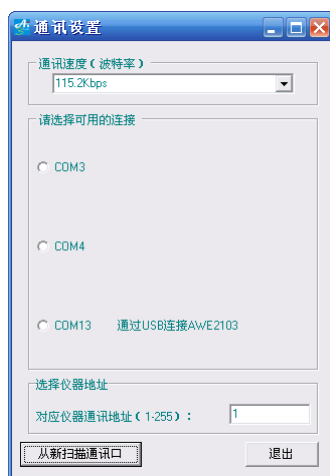 通讯设置
通讯速度（波特率）
115.2Kbps
请选择可用的连接
COM3
COM4
COM13 通过USB连接AWE2103
选择仪器地址
对应仪器通讯地址（1-255）： 1
从新扫描通讯口 退出